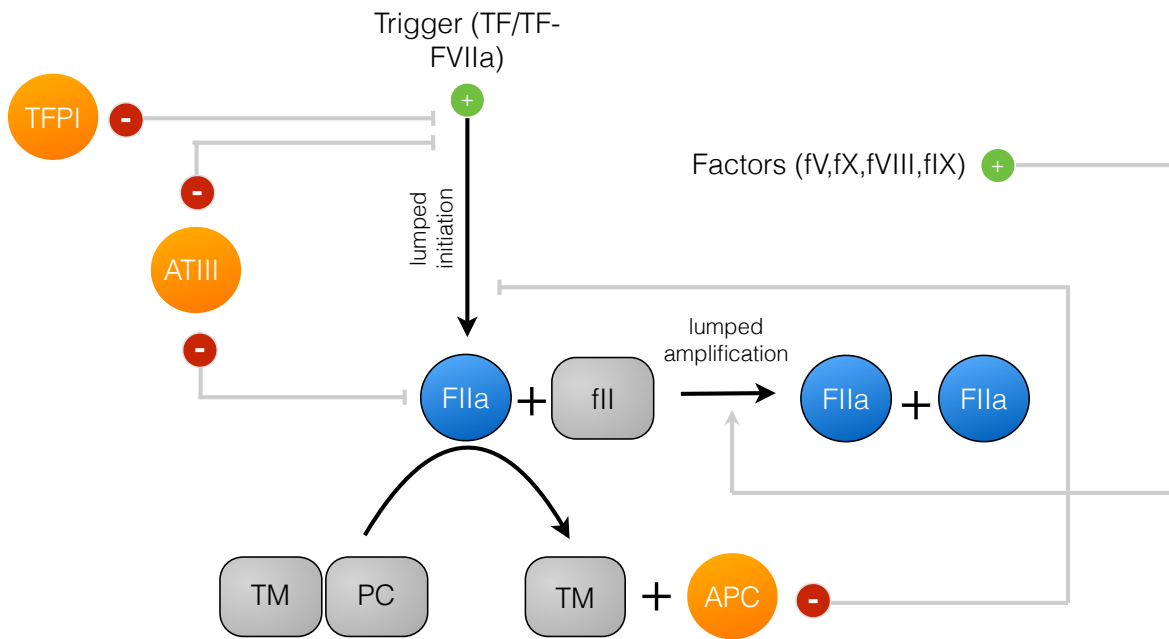 Trigger (TF/TF-
FVIIa)
TFPI
-
+
Factors (fV,fX,fVIII,fIX)
+
-
lumped
initiation
ATIII
-
lumped
amplification
FIIa
+
fII
FIIa
+
FIIa
TM
PC
TM
+
APC
-